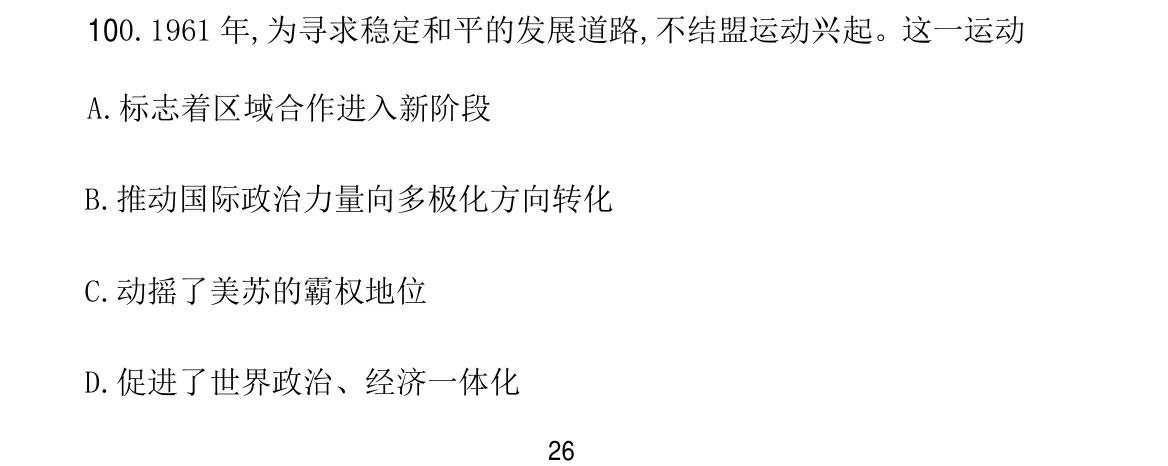 100.1961 年,为寻求稳定和平的发展道路,不结盟运动兴起。这一运动
A.标志着区域合作进入新阶段
B.推动国际政治力量向多极化方向转化
C.动摇了美苏的霸权地位
D.促进了世界政治、经济一体化
26